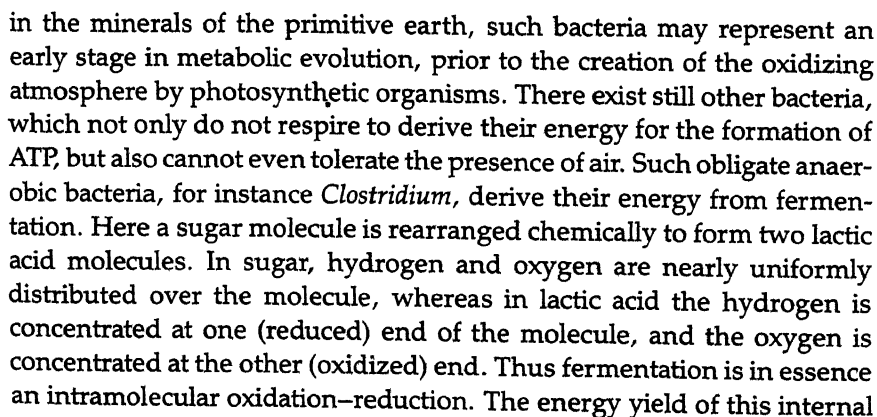 in the minerals of the primitive earth, such bacteria may represent an
early stage in metabolic evolution, prior to the creation of the oxidizing
atmosphere by photosynthetic organisms. There exist still other bacteria,
which not only do not respire to derive their energy for the formation of
ATP, but also cannot even tolerate the presence of air. Such obligate anaer-
obic bacteria, for instance Clostridium, derive their energy from fermen-
tation. Here a sugar molecule is rearranged chemically to form two lactic
acid molecules. In sugar, hydrogen and oxygen are nearly uniformly
distributed over the molecule, whereas in lactic acid the hydrogen is
concentrated at one (reduced) end of the molecule, and the oxygen is
concentrated at the other (oxidized) end. Thus fermentation is in essence
an intramolecular oxidation–reduction. The energy yield of this internal